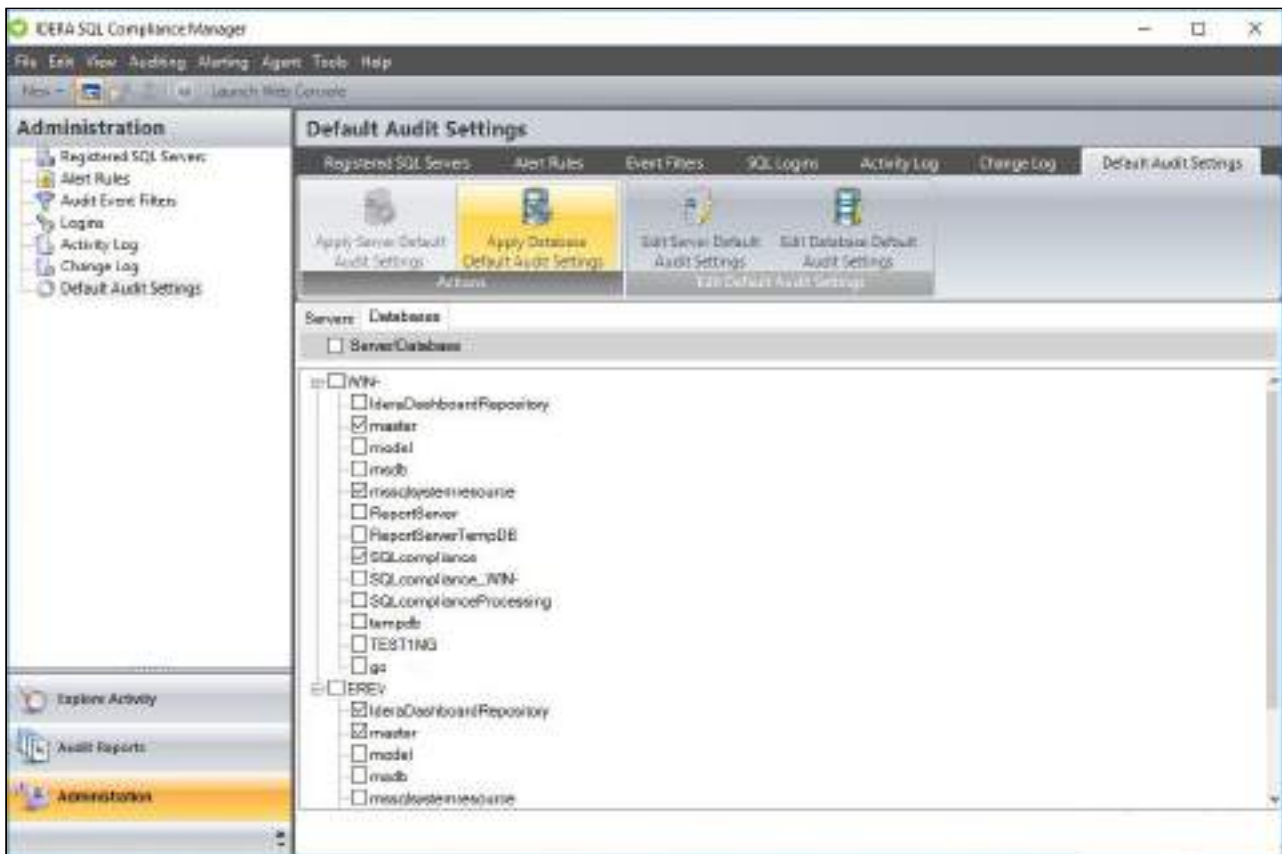 IDERA SQL Compliance Manager
File Edit View Auditing Alerting Agent Tools Help
New Launch Web Console
Administration
Registered SQL Servers
Alert Rules
Audit Event Filters
Logins
Activity Log
Change Log
Default Audit Settings
Explore Activity
Audit Reports
Administration
Default Audit Settings
Registered SQL Servers Alert Rules Event Filters SQL Logins Activity Log Change Log Default Audit Settings
Apply Server Default Audit Settings
Apply Database Default Audit Settings
Edit Server Default Audit Settings
Edit Database Default Audit Settings
Actions
Edit Default Audit Settings
Servers Databases
Server/Database
WIN-
IderaDashboardRepository
master
model
msdb
mssqlsystemresource
ReportServer
ReportServerTempDB
SQLcompliance
SQLcompliance_WIN-
SQLcomplianceProcessing
tempdb
TEST1NG
EREV
IderaDashboardRepository
master
model
msdb
mssqlsystemresource